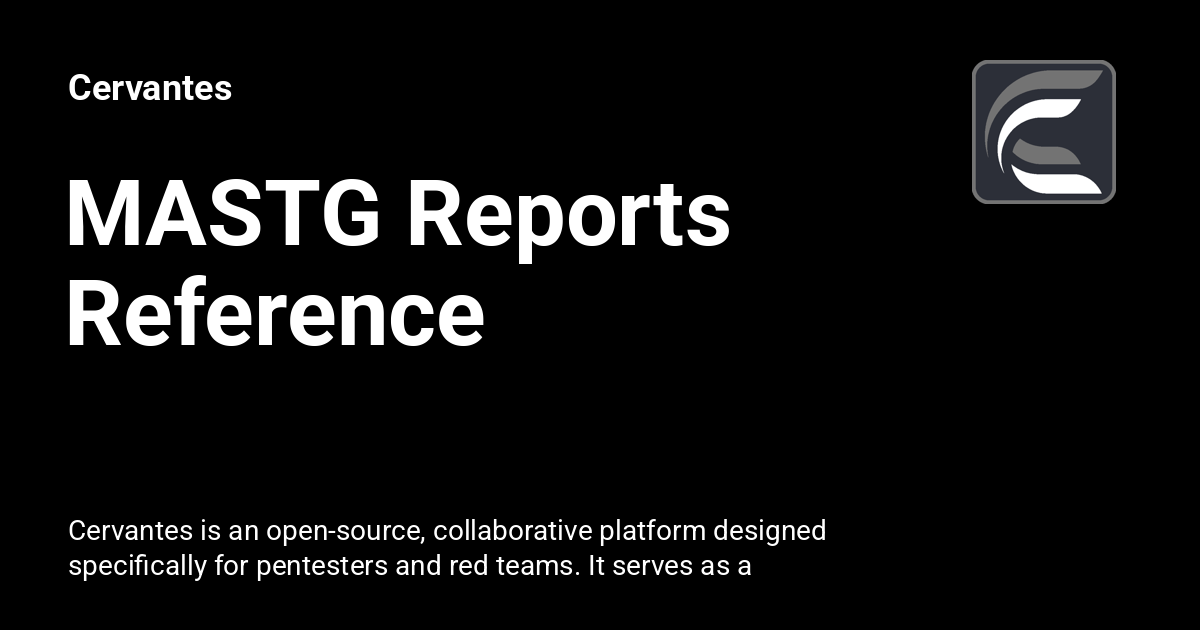 Cervantes
MASTG Reports
Reference
Cervantes is an open-source, collaborative platform designed
specifically for pentesters and red teams. It serves as a